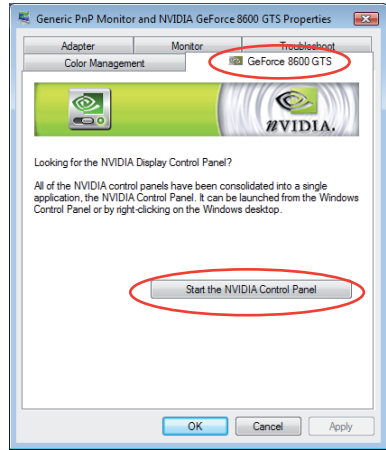 Generic PnP Monitor and NVIDIA GeForce 8600 GTS Properties
Adapter Monitor Troubleshoot
Color Management GeForce 8600 GTS
NVIDIA.
Looking for the NVIDIA Display Control Panel?
All of the NVIDIA control panels have been consolidated into a single
application, the NVIDIA Control Panel. It can be launched from the Windows
Control Panel or by right-clicking on the Windows desktop.
Start the NVIDIA Control Panel
OK Cancel Apply